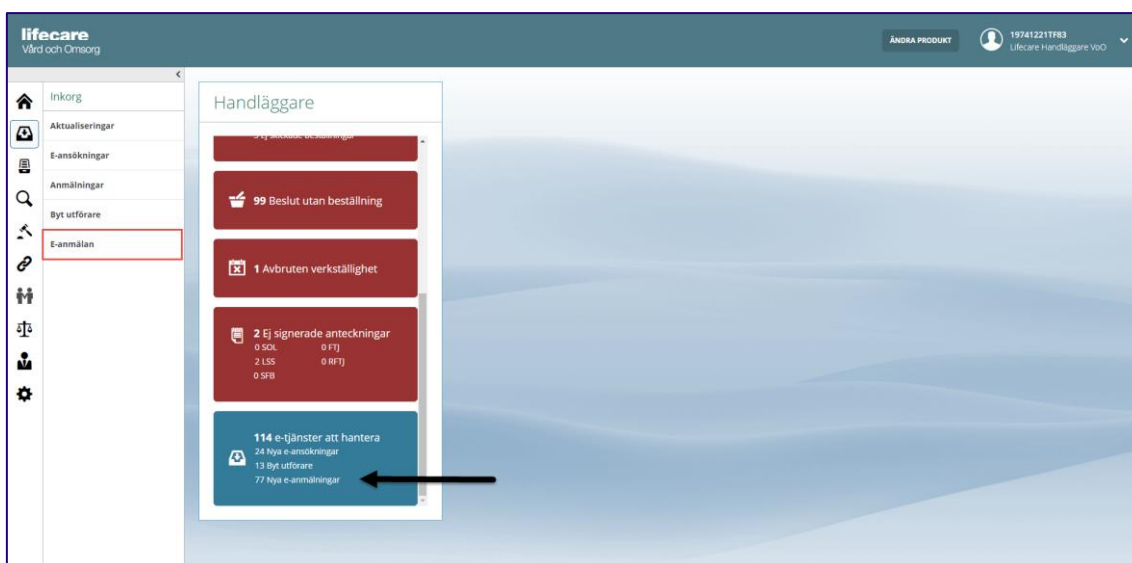 lifecare
Vård och Omsorg
ÄNDRA PRODUKT
19741221TF83
Lifecare Handläggare VoO
Inkorg
Aktualiseringar
E-ansökningar
Anmälningar
Byt utförare
E-anmälan
Handläggare
99 Beslut utan beställning
1 Avbruten verkställighet
2 Ej signerade anteckningar
0 SOL 0 FTJ
2 LSS 0 RFTJ
0 SFB
114 e-tjänster att hantera
24 Nya e-ansökningar
13 Byt utförare
77 Nya e-anmälningar